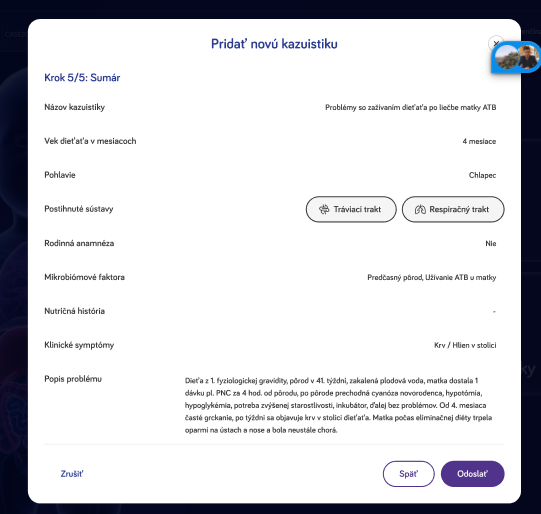 Pridať novú kazuistiku
Krok 5/5: Sumár
Názov kazuistiky
Problémy so zažívaním dieťaťa po liečbe matky ATB
Vek dieťaťa v mesiacoch
4 mesiace
Pohlavie
Chlapec
Postihnuté sústavy
Tráviaci trakt
Respiračný trakt
Rodinná anamnéza
Nie
Mikrobiómové faktora
Predčasný pôrod, Užívanie ATB u matky
Nutričná história
-
Klinické symptómy
Krv / Hlien v stolici
Popis problému
Dieťa z 1. fyziologickej gravidity, pôrod v 41. týždni, zakalená plodová voda, matka dostala 1
dávku pl. PNC za 4 hod. od pôrodu, po pôrode prechodná cyanóza novorodenca, hypotómia,
hypoglykémia, potreba zvýšenej starostlivosti, inkubátor, ďalej bez problémov. Od 4. mesiaca
časté grckanie, po týždni sa objavuje krv v stolici dieťaťa. Matka počas eliminačnej diéty trpela
oparmi na ústach a nose a bola neustále chorá.
Zrušiť
Späť
Odoslať
ky